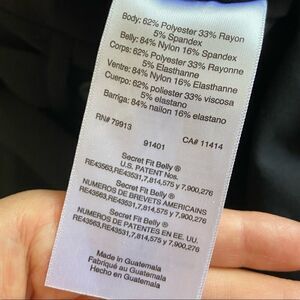 Body: 62% Polyester 33% Rayon
5% Spandex
Belly: 84% Nylon 16% Spandex
Corps: 62% Polyester 33% Rayonne
5% Elasthanne
Ventre: 84% Nylon 16% Elasthanne
Cuerpo: 62% poliester 33% viscosa
5% elastano
Barriga: 84% nailon 16% elastano
RN# 79913 CA# 11414
91401
Secret Fit Belly ®
U.S. PATENT Nos.
RE43563,RE43531,7,814,575 y 7,900,276
Secret Fit Belly ®
NUMEROS DE BREVETS AMERICAINS
RE43563,RE43531,7,814,575 y 7,900,276
Secret Fit Belly ®
NUMEROS DE PATENTES EN EE. UU.
RE43563,RE43531,7,814,575 y 7,900,276
Made in Guatemala
Fabriqué au Guatemala
Hecho en Guatemala